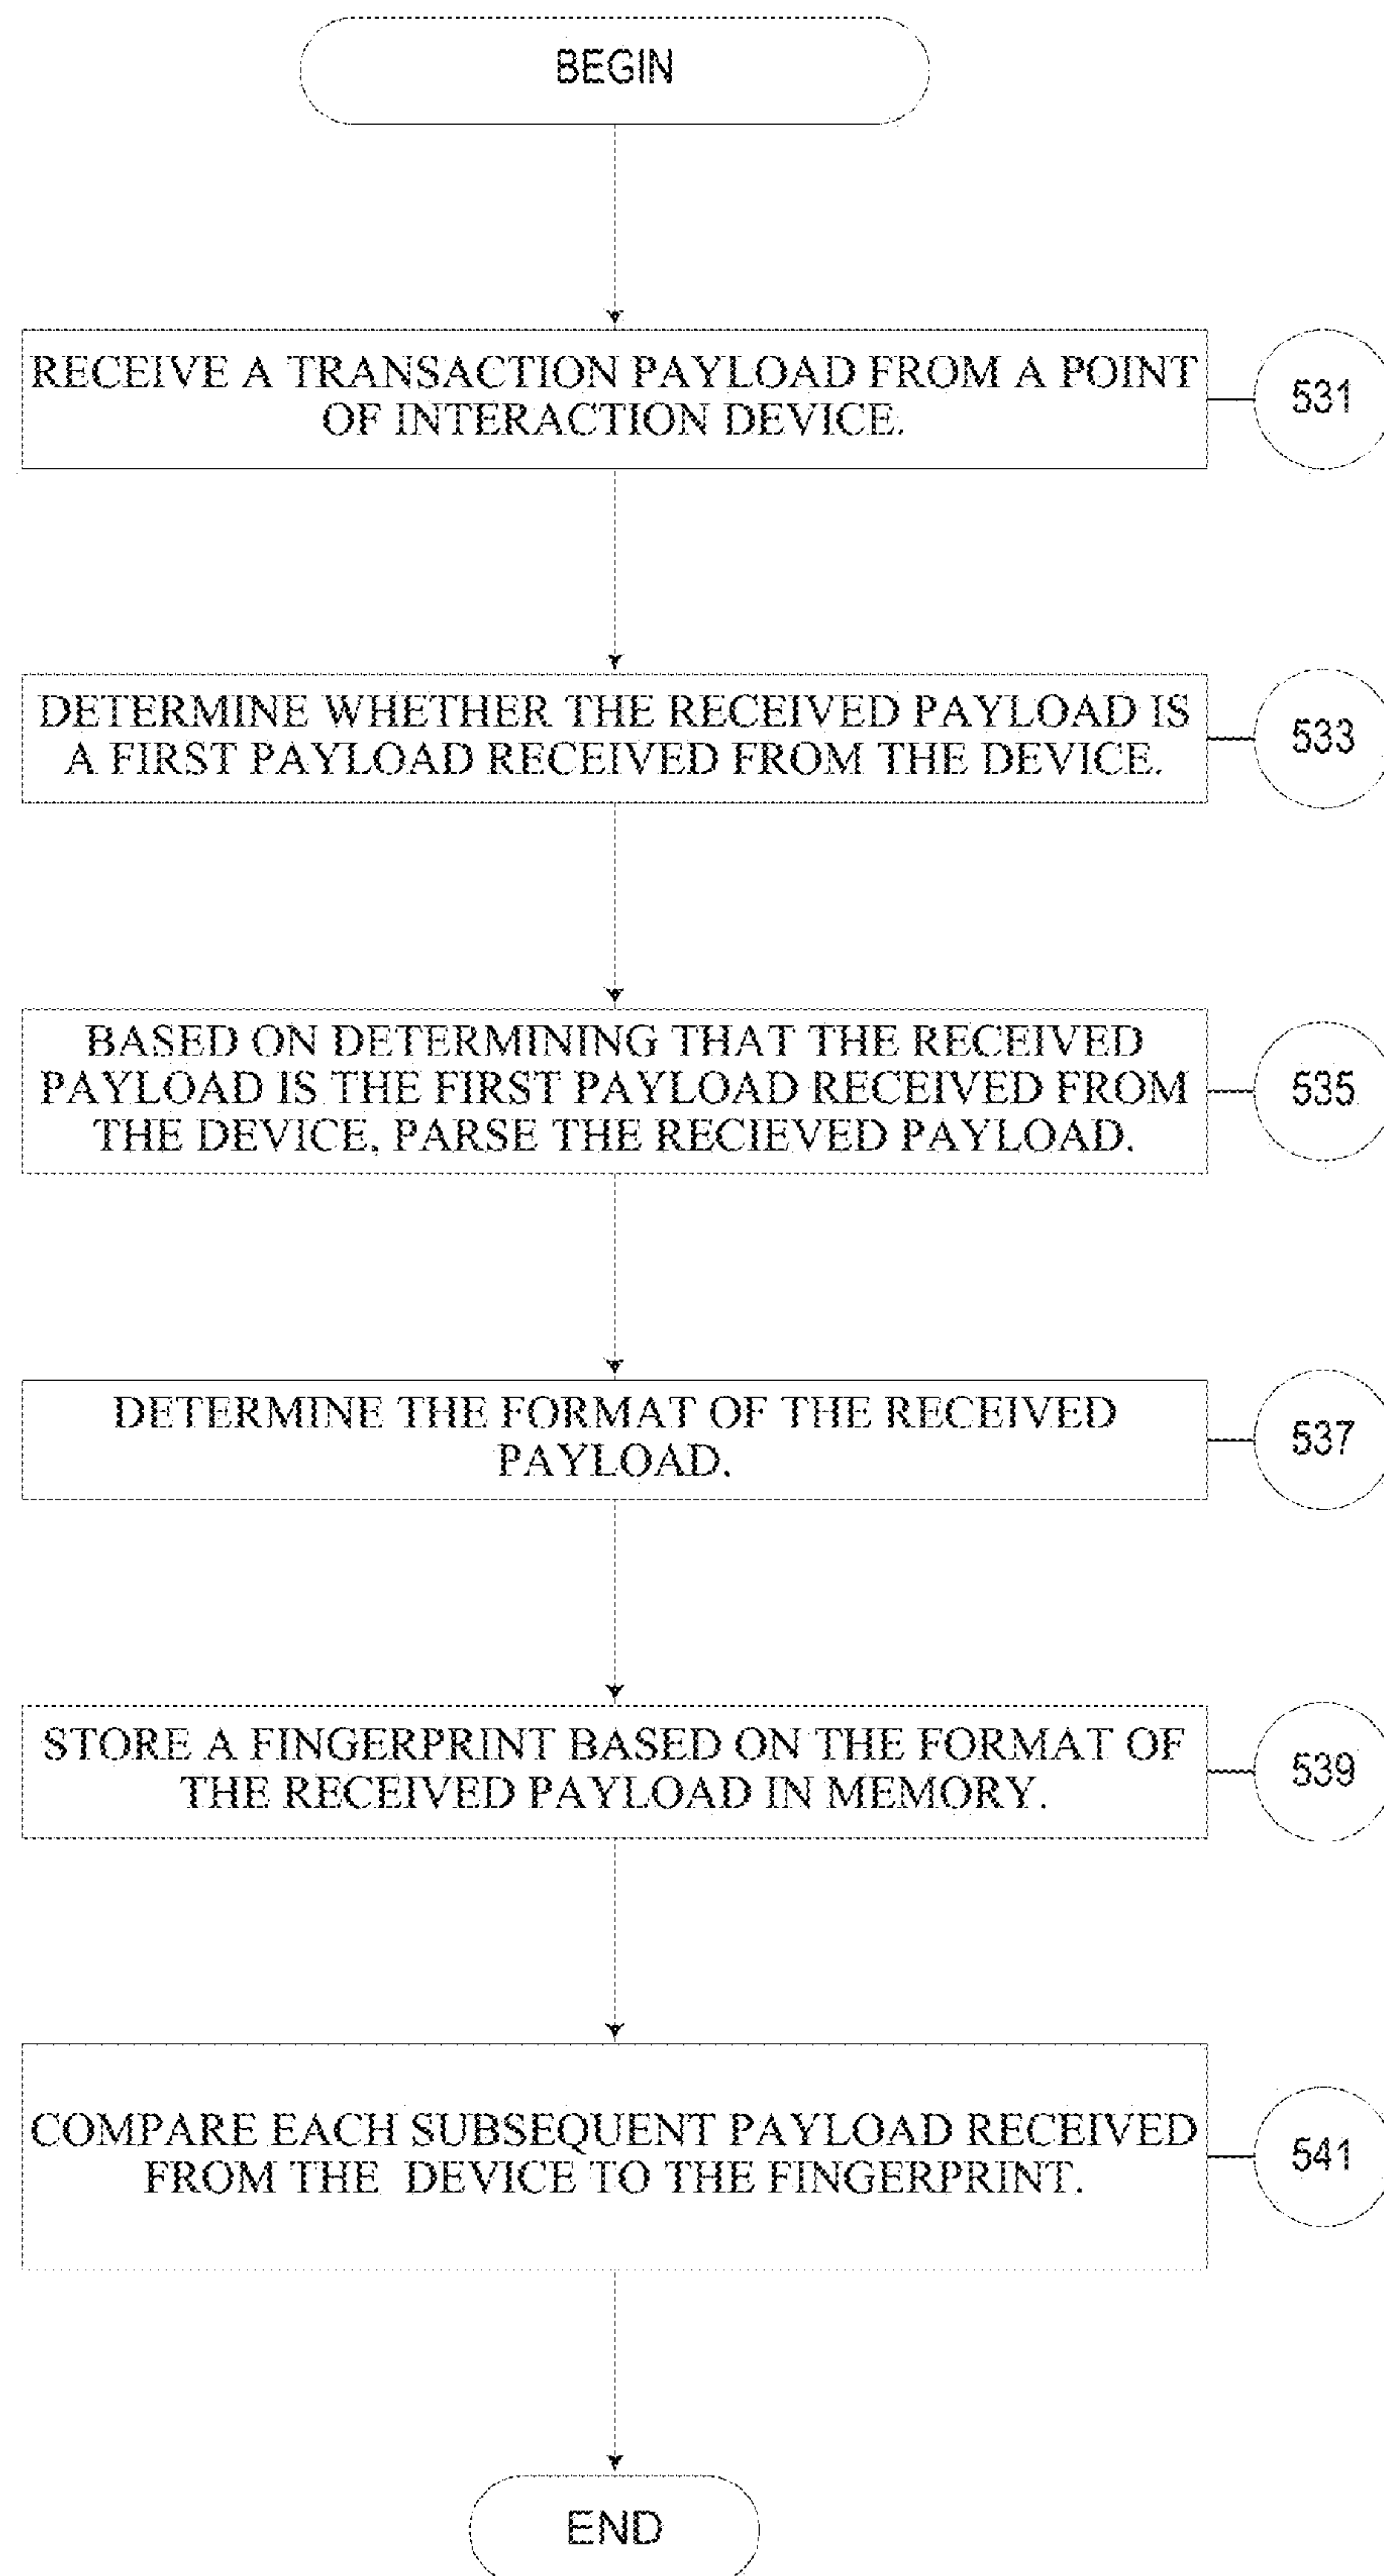 BEGIN
RECEIVE A TRANSACTION PAYLOAD FROM A POINT
OF INTERACTION DEVICE.
531
DETERMINE WHETHER THE RECEIVED PAYLOAD IS
A FIRST PAYLOAD RECEIVED FROM THE DEVICE.
533
BASED ON DETERMINING THAT THE RECEIVED
PAYLOAD IS THE FIRST PAYLOAD RECEIVED FROM
THE DEVICE, PARSE THE RECIEVED PAYLOAD.
535
DETERMINE THE FORMAT OF THE RECEIVED
PAYLOAD.
537
STORE A FINGERPRINT BASED ON THE FORMAT OF
THE RECEIVED PAYLOAD IN MEMORY.
539
COMPARE EACH SUBSEQUENT PAYLOAD RECEIVED
FROM THE DEVICE TO THE FINGERPRINT.
541
END